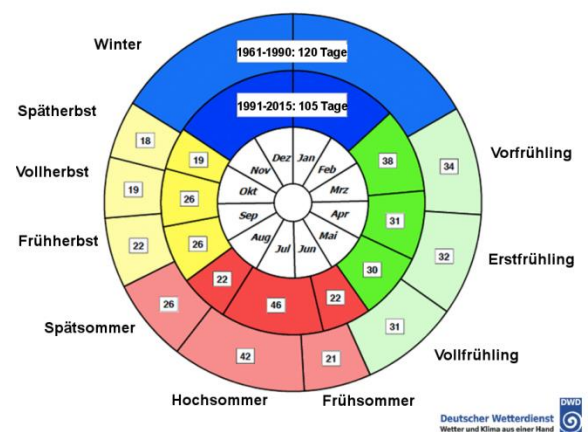 Winter
1961-1990: 120 Tage
1991-2015: 105 Tage
Spätherbst
Vollherbst
Frühherbst
Spätsommer
Hochsommer
Frühsommer
Vollfrühling
Erstfrühling
Vorfrühling
18
19
22
26
42
21
31
32
34
19
26
26
22
46
22
30
31
38
Jan
Feb
Mrz
Apr
Mai
Jun
Jul
Aug
Sep
Okt
Nov
Dez
Deutscher Wetterdienst
Wetter und Klima aus einer Hand
DWD